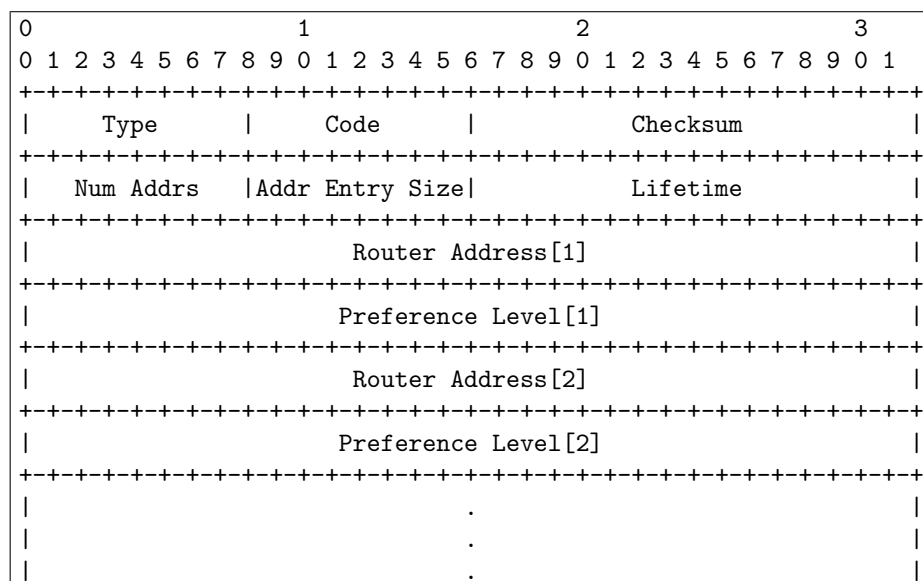 0                   1                   2                   3
0 1 2 3 4 5 6 7 8 9 0 1 2 3 4 5 6 7 8 9 0 1 2 3 4 5 6 7 8 9 0 1
+-+-+-+-+-+-+-+-+-+-+-+-+-+-+-+-+-+-+-+-+-+-+-+-+-+-+-+-+-+-+-+-+
|     Type      |     Code      |           Checksum            |
+-+-+-+-+-+-+-+-+-+-+-+-+-+-+-+-+-+-+-+-+-+-+-+-+-+-+-+-+-+-+-+-+
|   Num Addrs   |Addr Entry Size|           Lifetime            |
+-+-+-+-+-+-+-+-+-+-+-+-+-+-+-+-+-+-+-+-+-+-+-+-+-+-+-+-+-+-+-+-+
|                       Router Address[1]                       |
+-+-+-+-+-+-+-+-+-+-+-+-+-+-+-+-+-+-+-+-+-+-+-+-+-+-+-+-+-+-+-+-+
|                      Preference Level[1]                      |
+-+-+-+-+-+-+-+-+-+-+-+-+-+-+-+-+-+-+-+-+-+-+-+-+-+-+-+-+-+-+-+-+
|                       Router Address[2]                       |
+-+-+-+-+-+-+-+-+-+-+-+-+-+-+-+-+-+-+-+-+-+-+-+-+-+-+-+-+-+-+-+-+
|                      Preference Level[2]                      |
+-+-+-+-+-+-+-+-+-+-+-+-+-+-+-+-+-+-+-+-+-+-+-+-+-+-+-+-+-+-+-+-+
|                               .                               |
|                               .                               |
|                               .                               |